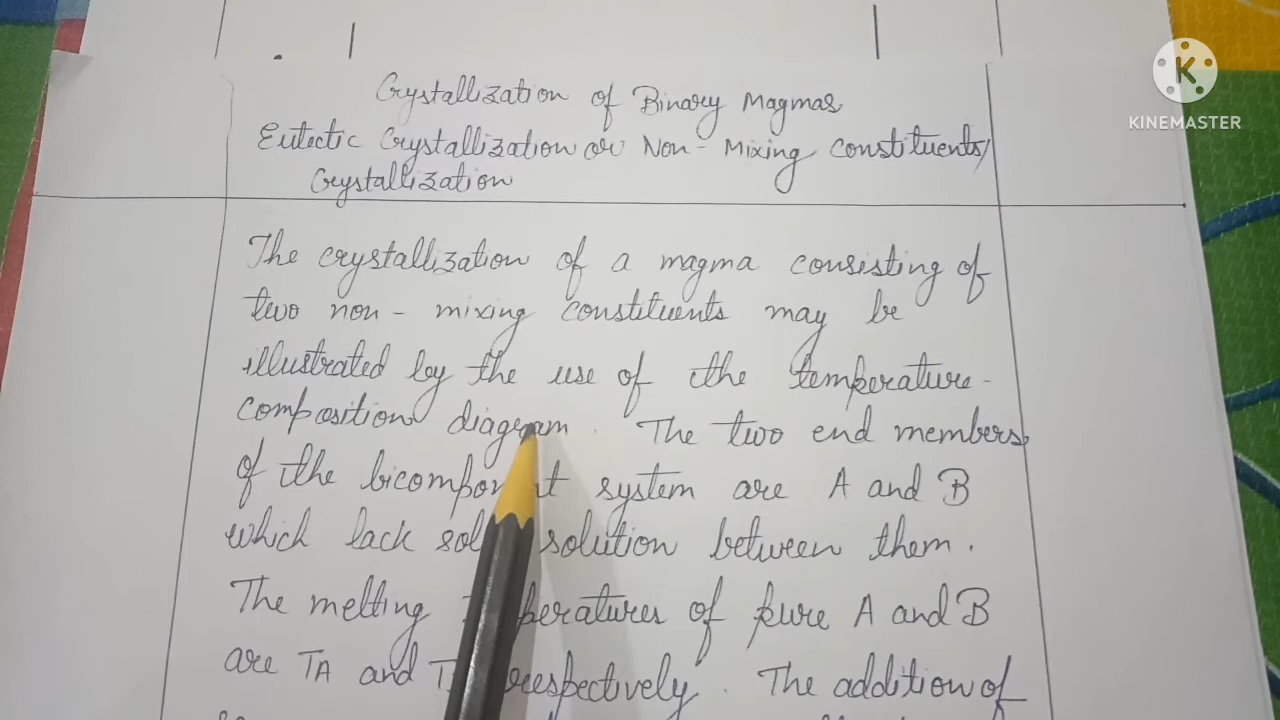 Crystallization of Binary Magmas
Eutectic Crystallization or Non-Mixing Constituents/
Crystallization
The crystallization of a magma consisting of
two non-mixing constituents may be
illustrated by the use of the temperature-
composition diagram. The two end members
of the system are A and B
which lack solution between them.
The melting of pure A and B
are TA and respectively. The addition of
K
KINEMASTER